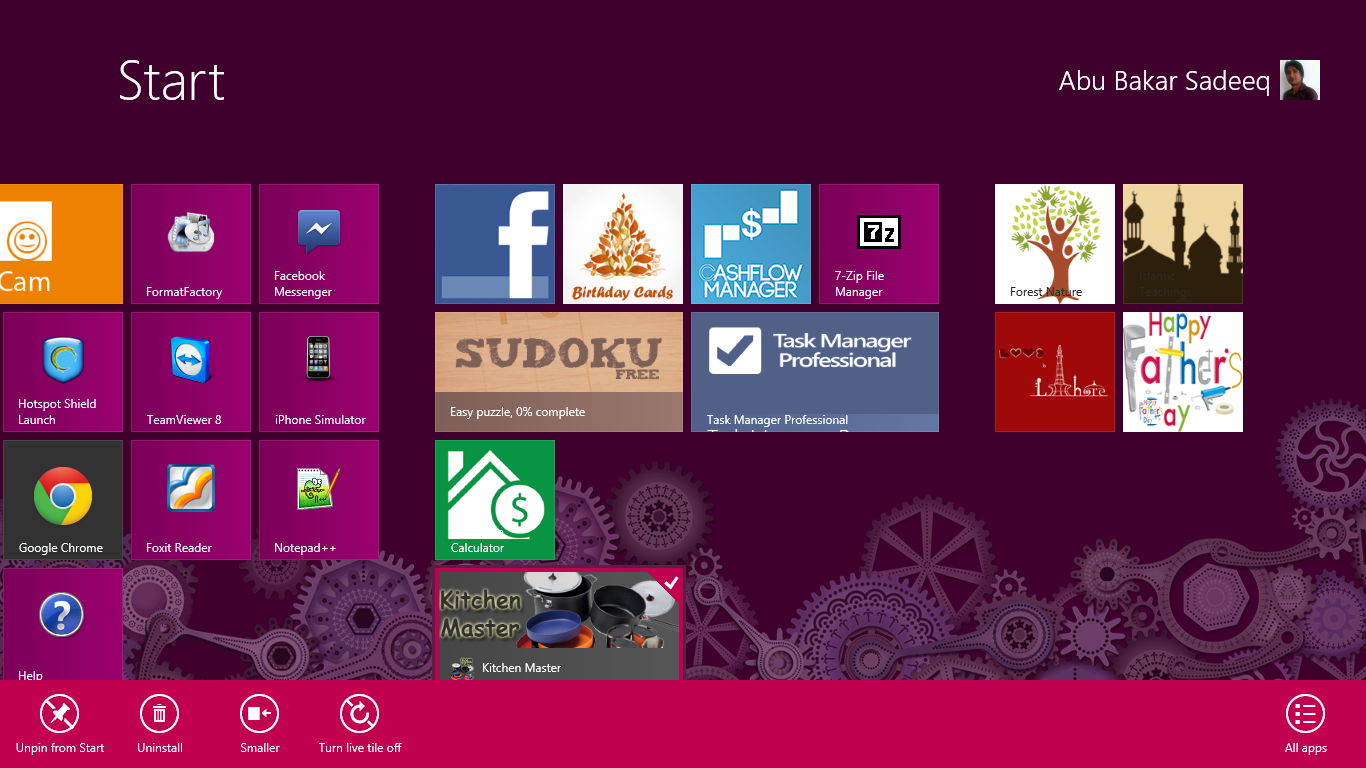 Start
Abu Bakar Sadeeq
Cam
FormatFactory
Facebook
Messenger
Hotspot Shield
Launch
TeamViewer 8
iPhone Simulator
Google Chrome
Foxit Reader
Notepad++
?
Help
f
Birthday Cards
$
CASHFLOW
MANAGER
7z
7-Zip File
Manager
SUDOKU
FREE
Easy puzzle, 0% complete
Task Manager
Professional
Task Manager Professional
$
Calculator
Kitchen
Master
Kitchen Master
Forest Nature
Islamic
Teachings
LOVE
is
Lahore
Happy
Father's
Day
Unpin from Start
Uninstall
Smaller
Turn live tile off
All apps